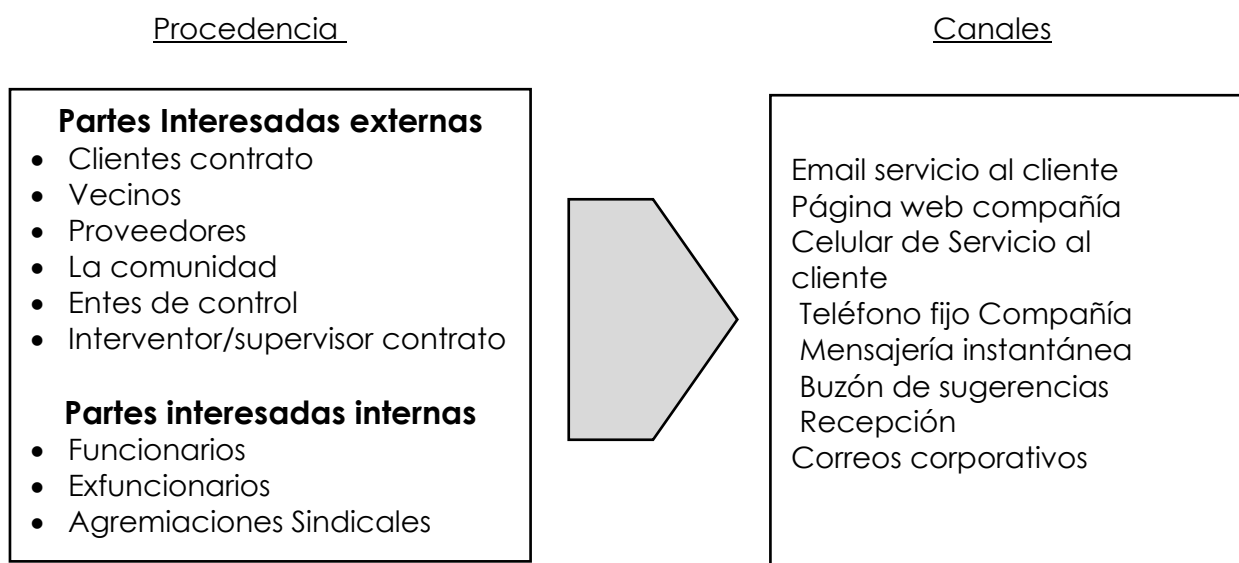 Procedencia
Canales
Partes Interesadas externas
• Clientes contrato
• Vecinos
• Proveedores
• La comunidad
• Entes de control
• Interventor/supervisor contrato
Partes interesadas internas
• Funcionarios
• Exfuncionarios
• Agremiaciones Sindicales
Email servicio al cliente
Página web compañía
Celular de Servicio al
cliente
Teléfono fijo Compañía
Mensajería instantánea
Buzón de sugerencias
Recepción
Correos corporativos